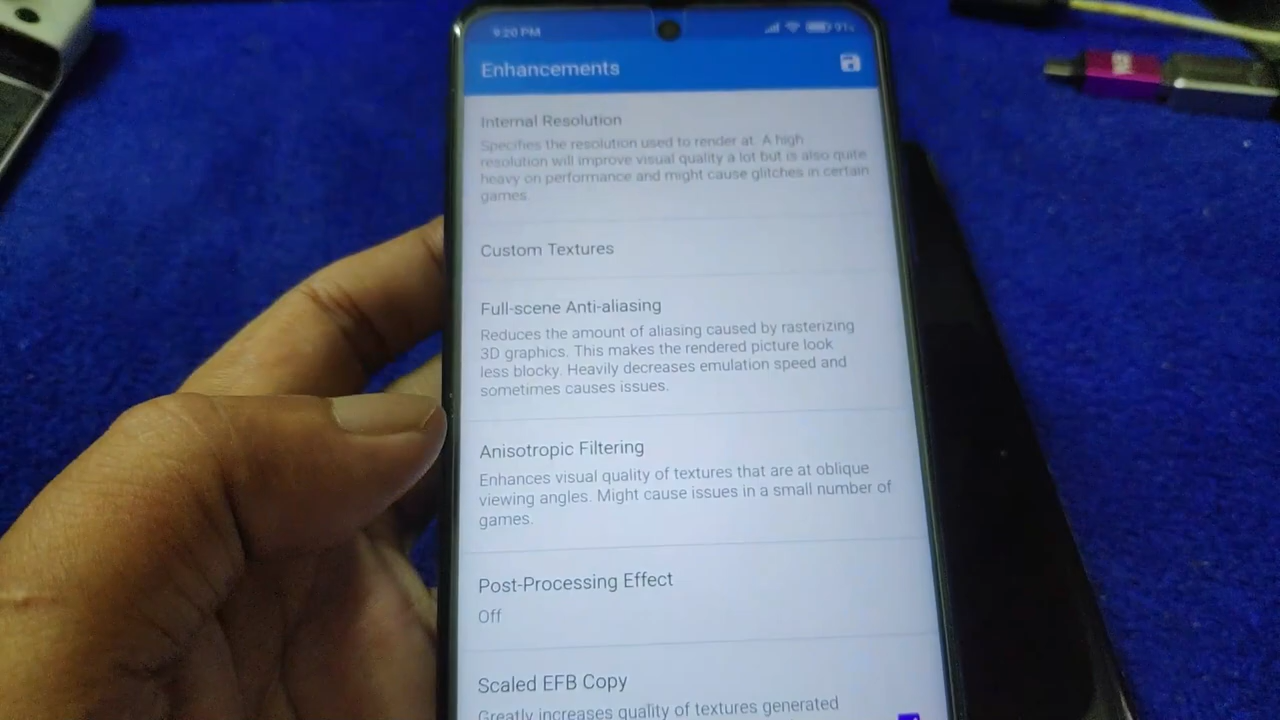 9:20 PM
91%
Enhancements
Internal Resolution
Specifies the resolution used to render at. A high
resolution will improve visual quality a lot but is also quite
heavy on performance and might cause glitches in certain
games.
Custom Textures
Full-scene Anti-aliasing
Reduces the amount of aliasing caused by rasterizing
3D graphics. This makes the rendered picture look
less blocky. Heavily decreases emulation speed and
sometimes causes issues.
Anisotropic Filtering
Enhances visual quality of textures that are at oblique
viewing angles. Might cause issues in a small number of
games.
Post-Processing Effect
Off
Scaled EFB Copy
Greatly increases quality of textures generated